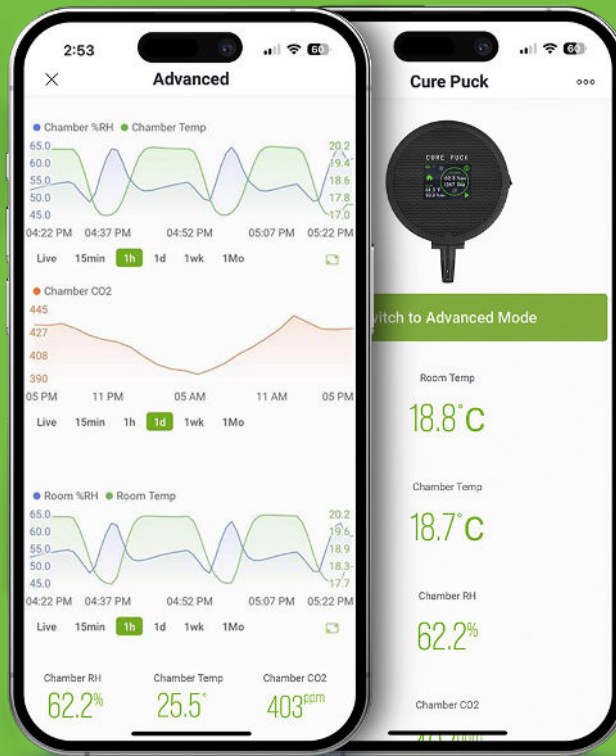 2:53
60
Advanced
Chamber %RH Chamber Temp
65.0
60.0
55.0
50.0
45.0
20.2
19.4
18.6
17.8
17.0
04:22 PM 04:37 PM 04:52 PM 05:07 PM 05:22 PM
Live 15min 1h 1d 1wk 1Mo
Chamber CO2
445
427
408
390
05 PM 11 PM 05 AM 11 AM 05 PM
Live 15min 1h 1d 1wk 1Mo
Room %RH Room Temp
65.0
60.0
55.0
50.0
45.0
20.2
19.6
18.9
18.3
17.7
04:22 PM 04:37 PM 04:52 PM 05:07 PM 05:22 PM
Live 15min 1h 1d 1wk 1Mo
Chamber RH Chamber Temp Chamber CO2
62.2% 25.5° 403ppm
60
Cure Puck
CURE PUCK
itch to Advanced Mode
Room Temp
18.8°C
Chamber Temp
18.7°C
Chamber RH
62.2%
Chamber CO2